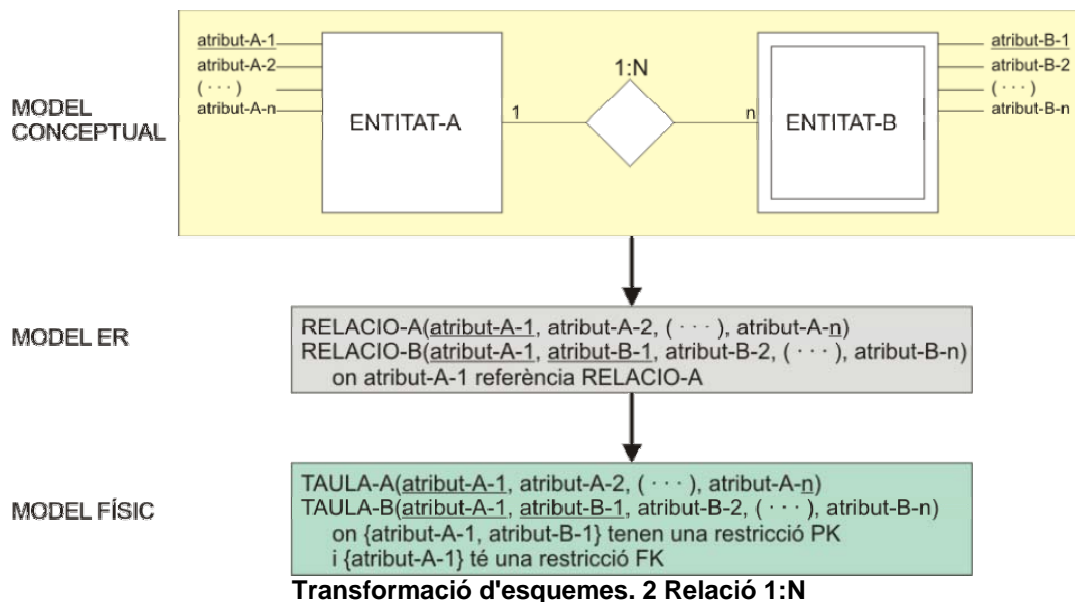 MODEL
CONCEPTUAL
atribut-A-1
atribut-A-2
(···)
atribut-A-n
ENTITAT-A
1
1:N
n
ENTITAT-B
atribut-B-1
atribut-B-2
(···)
atribut-B-n
MODEL ER
RELACIO-A(atribut-A-1, atribut-A-2, (···), atribut-A-n)
RELACIO-B(atribut-A-1, atribut-B-1, atribut-B-2, (···), atribut-B-n)
on atribut-A-1 referència RELACIO-A
MODEL FÍSIC
TAULA-A(atribut-A-1, atribut-A-2, (···), atribut-A-n)
TAULA-B(atribut-A-1, atribut-B-1, atribut-B-2, (···), atribut-B-n)
on {atribut-A-1, atribut-B-1} tenen una restricció PK
i {atribut-A-1} té una restricció FK
Transformació d'esquemes. 2 Relació 1:N